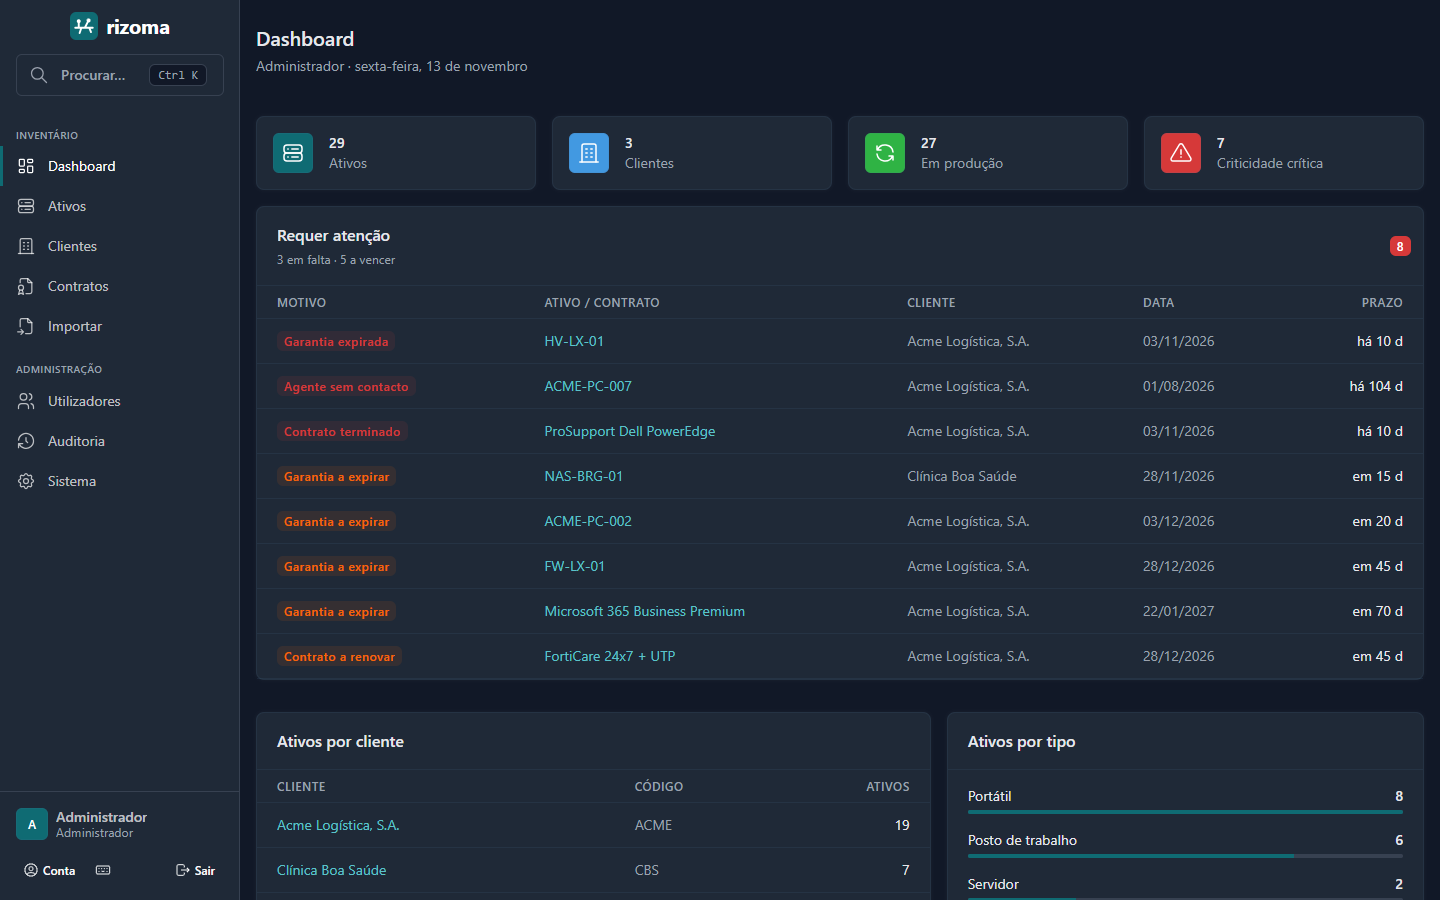 rizoma
Procurar... Ctrl K
INVENTÁRIO
Dashboard
Ativos
Clientes
Contratos
Importar
ADMINISTRAÇÃO
Utilizadores
Auditoria
Sistema
A
Administrador
Administrador
Conta
Sair
Dashboard
Administrador · sexta-feira, 13 de novembro
29
Ativos
3
Clientes
27
Em produção
7
Criticidade crítica
Requer atenção
3 em falta · 5 a vencer
8
MOTIVO ATIVO / CONTRATO CLIENTE DATA PRAZO
Garantia expirada HV-LX-01 Acme Logística, S.A. 03/11/2026 há 10 d
Agente sem contacto ACME-PC-007 Acme Logística, S.A. 01/08/2026 há 104 d
Contrato terminado ProSupport Dell PowerEdge Acme Logística, S.A. 03/11/2026 há 10 d
Garantia a expirar NAS-BRG-01 Clínica Boa Saúde 28/11/2026 em 15 d
Garantia a expirar ACME-PC-002 Acme Logística, S.A. 03/12/2026 em 20 d
Garantia a expirar FW-LX-01 Acme Logística, S.A. 28/12/2026 em 45 d
Garantia a expirar Microsoft 365 Business Premium Acme Logística, S.A. 22/01/2027 em 70 d
Contrato a renovar FortiCare 24x7 + UTP Acme Logística, S.A. 28/12/2026 em 45 d
Ativos por cliente
CLIENTE CÓDIGO ATIVOS
Acme Logística, S.A. ACME 19
Clínica Boa Saúde CBS 7
Ativos por tipo
Portátil 8
Posto de trabalho 6
Servidor 2